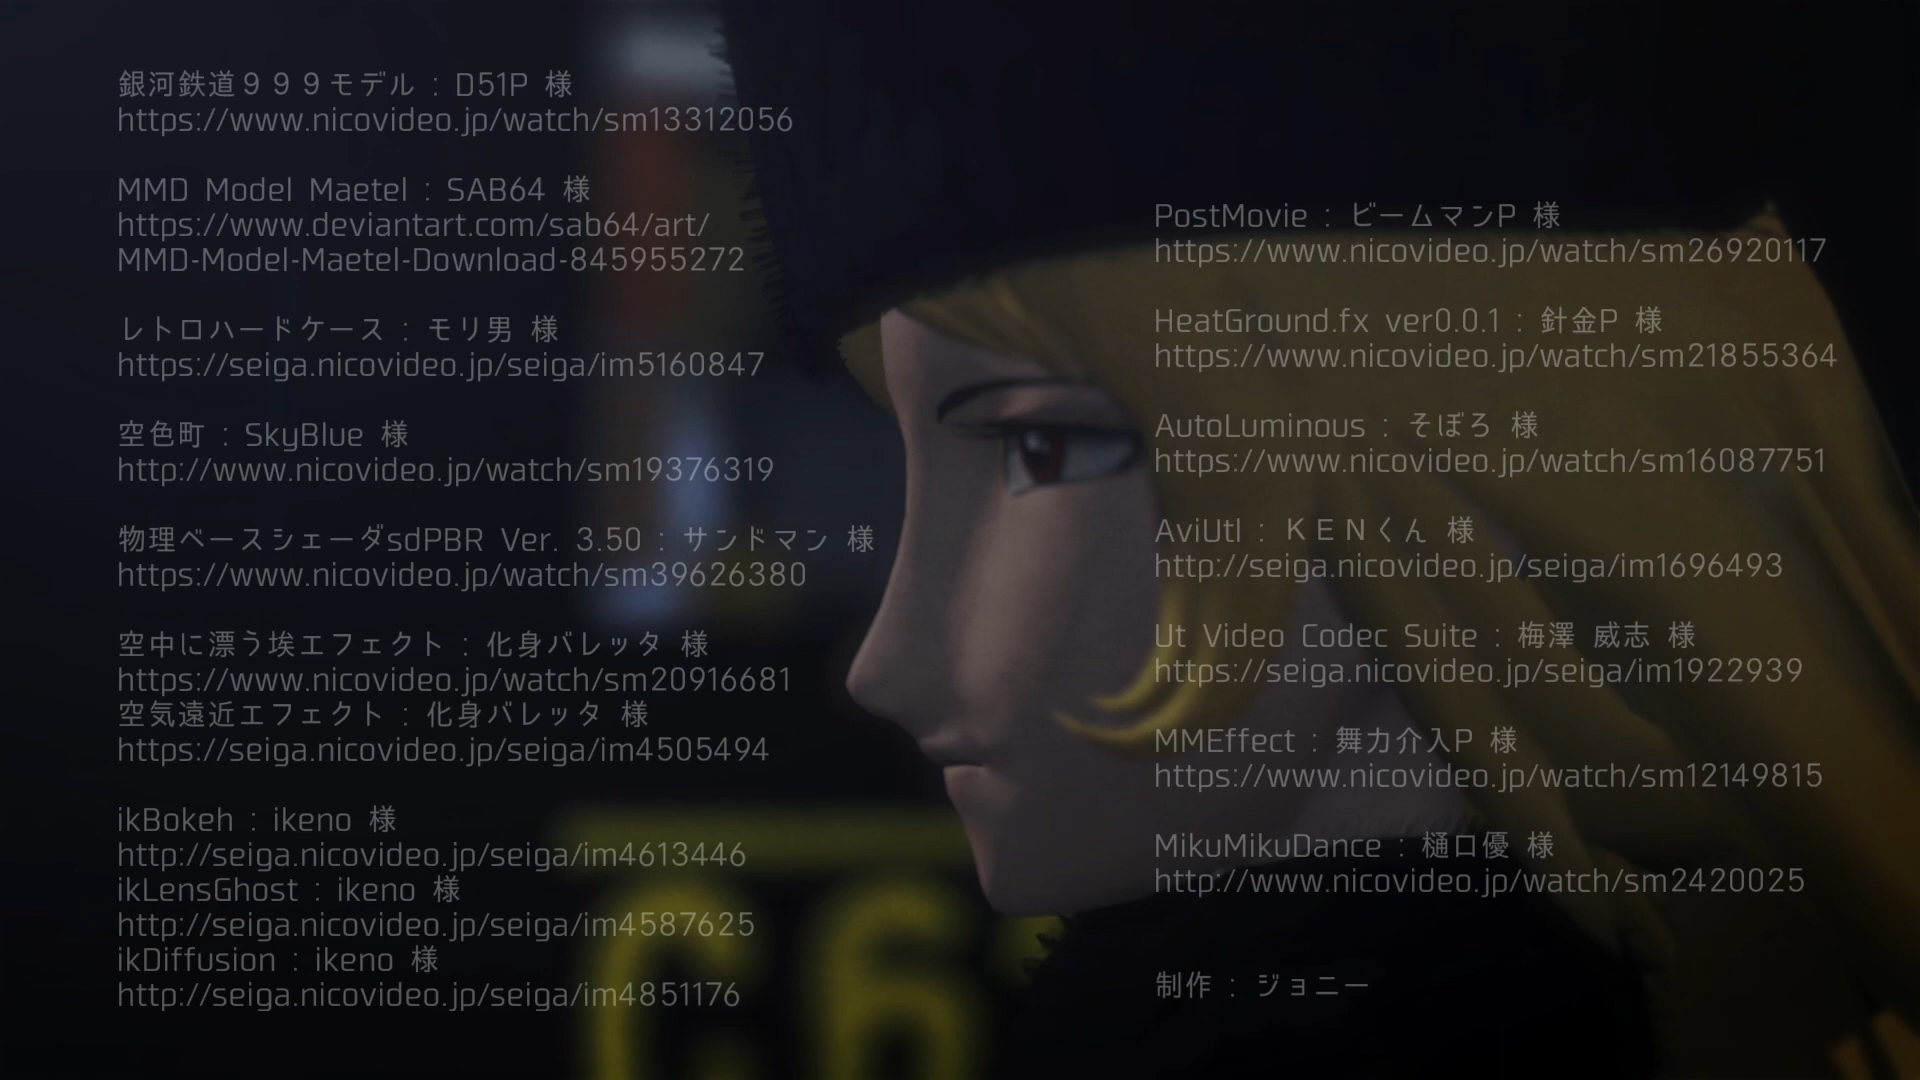 銀河鉄道９９９モデル : D51P 様
https://www.nicovideo.jp/watch/sm13312056
MMD Model Maetel : SAB64 様
https://www.deviantart.com/sab64/art/
MMD-Model-Maetel-Download-845955272
レトロハードケース : モリ男 様
https://seiga.nicovideo.jp/seiga/im5160847
空色町 : SkyBlue 様
http://www.nicovideo.jp/watch/sm19376319
物理ベースシェーダsdPBR Ver. 3.50 : サンドマン 様
https://www.nicovideo.jp/watch/sm39626380
空中に漂う埃エフェクト : 化身バレッタ 様
https://www.nicovideo.jp/watch/sm20916681
空気遠近エフェクト : 化身バレッタ 様
https://seiga.nicovideo.jp/seiga/im4505494
ikBokeh : ikeno 様
http://seiga.nicovideo.jp/seiga/im4613446
ikLensGhost : ikeno 様
http://seiga.nicovideo.jp/seiga/im4587625
ikDiffusion : ikeno 様
http://seiga.nicovideo.jp/seiga/im4851176
PostMovie : ビームマンP 様
https://www.nicovideo.jp/watch/sm26920117
HeatGround.fx ver0.0.1 : 針金P 様
https://www.nicovideo.jp/watch/sm21855364
AutoLuminous : そぼろ 様
https://www.nicovideo.jp/watch/sm16087751
AviUtl : ＫＥＮくん 様
http://seiga.nicovideo.jp/seiga/im1696493
Ut Video Codec Suite : 梅澤 威志 様
https://seiga.nicovideo.jp/seiga/im1922939
MMEffect : 舞力介入P 様
https://www.nicovideo.jp/watch/sm12149815
MikuMikuDance : 樋口優 様
http://www.nicovideo.jp/watch/sm2420025
制作 : ジョニー